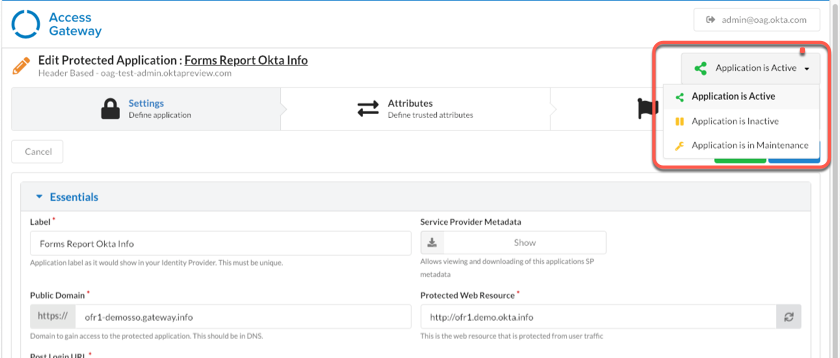 Access
Gateway
admin@oag.okta.com
Edit Protected Application : Forms Report Okta Info
Header Based - oag-test-admin.oktapreview.com
Application is Active
Settings
Define application
Attributes
Define trusted attributes
Application is Active
Application is Inactive
Application is in Maintenance
Cancel
Essentials
Label *
Forms Report Okta Info
Application label as it would show in your Identity Provider. This must be unique.
Service Provider Metadata
Show
Allows viewing and downloading of this applications SP
metadata
Public Domain *
https:// ofr1-demosso.gateway.info
Domain to gain access to the protected application. This should be in DNS.
Protected Web Resource *
http://ofr1.demo.okta.info
This is the web resource that is protected from user traffic
Post Login URL *